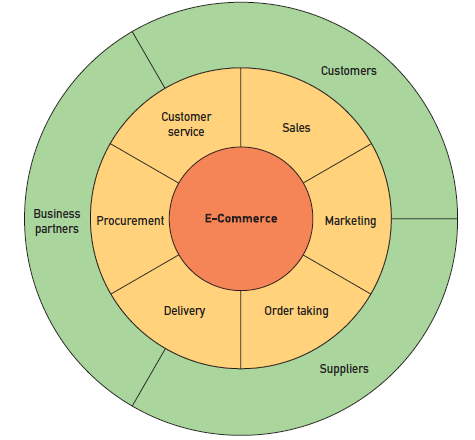 Customers
Customer
service
Sales
Business
partners
Procurement
E-Commerce
Marketing
Delivery
Order taking
Suppliers